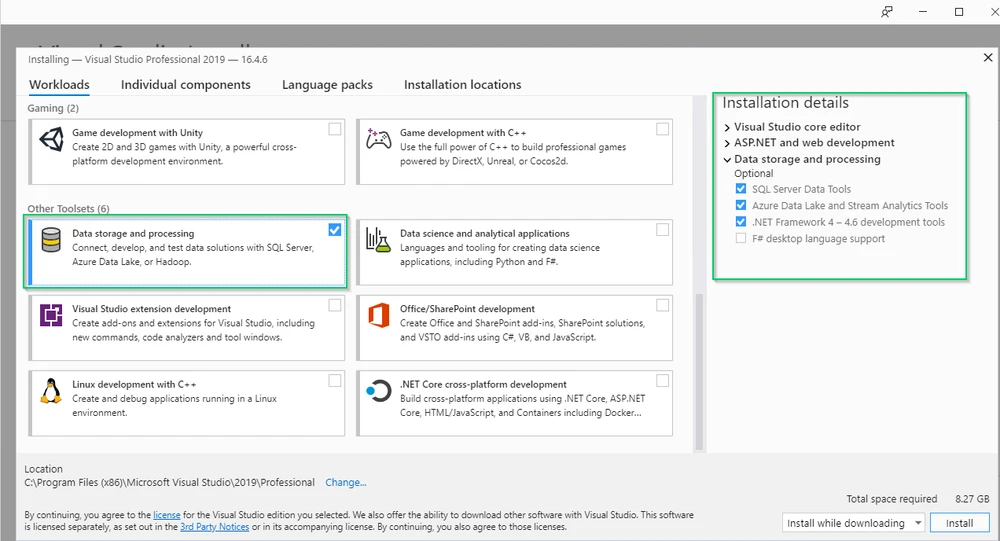 Installing — Visual Studio Professional 2019 — 16.4.6
Workloads
Individual components
Language packs
Installation locations
Gaming (2)
Game development with Unity
Create 2D and 3D games with Unity, a powerful cross-
platform development environment.
Game development with C++
Use the full power of C++ to build professional games
powered by DirectX, Unreal, or Cocos2d.
Other Toolsets (6)
Data storage and processing
Connect, develop, and test data solutions with SQL Server,
Azure Data Lake, or Hadoop.
Data science and analytical applications
Languages and tooling for creating data science
applications, including Python and F#.
Visual Studio extension development
Create add-ons and extensions for Visual Studio, including
new commands, code analyzers and tool windows.
Office/SharePoint development
Create Office and SharePoint add-ins, SharePoint solutions,
and VSTO add-ins using C#, VB, and JavaScript.
Linux development with C++
Create and debug applications running in a Linux
environment.
.NET Core cross-platform development
Build cross-platform applications using .NET Core, ASP.NET
Core, HTML/JavaScript, and Containers including Docker...
Installation details
Visual Studio core editor
ASP.NET and web development
Data storage and processing
Optional
SQL Server Data Tools
Azure Data Lake and Stream Analytics Tools
.NET Framework 4 – 4.6 development tools
F# desktop language support
Location
C:\Program Files (x86)\Microsoft Visual Studio\2019\Professional Change...
Total space required 8.27 GB
By continuing, you agree to the license for the Visual Studio edition you selected. We also offer the ability to download other software with Visual Studio. This software
is licensed separately, as set out in the 3rd Party Notices or in its accompanying license. By continuing, you also agree to those licenses.
Install while downloading
Install